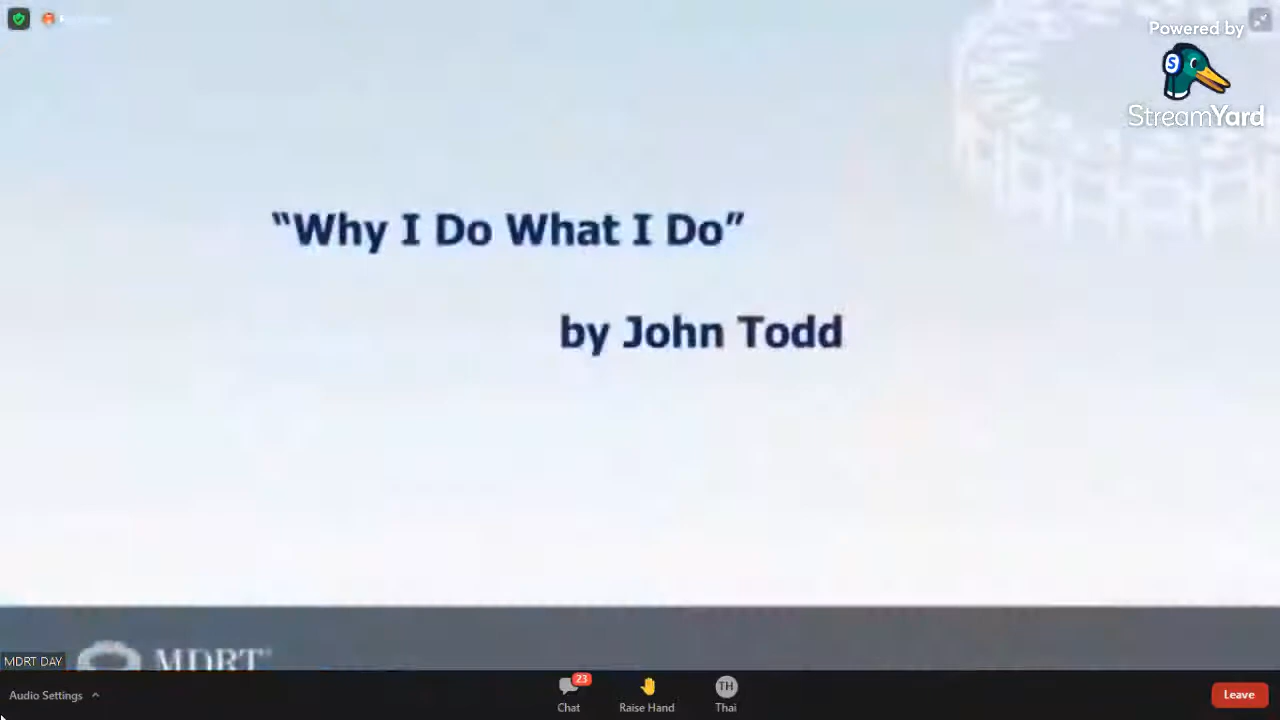 Powered by
S
StreamYard
“Why I Do What I Do”
by John Todd
MDRT
MDRT DAY
Audio Settings
23
Chat
Raise Hand
TH
Thai
Leave